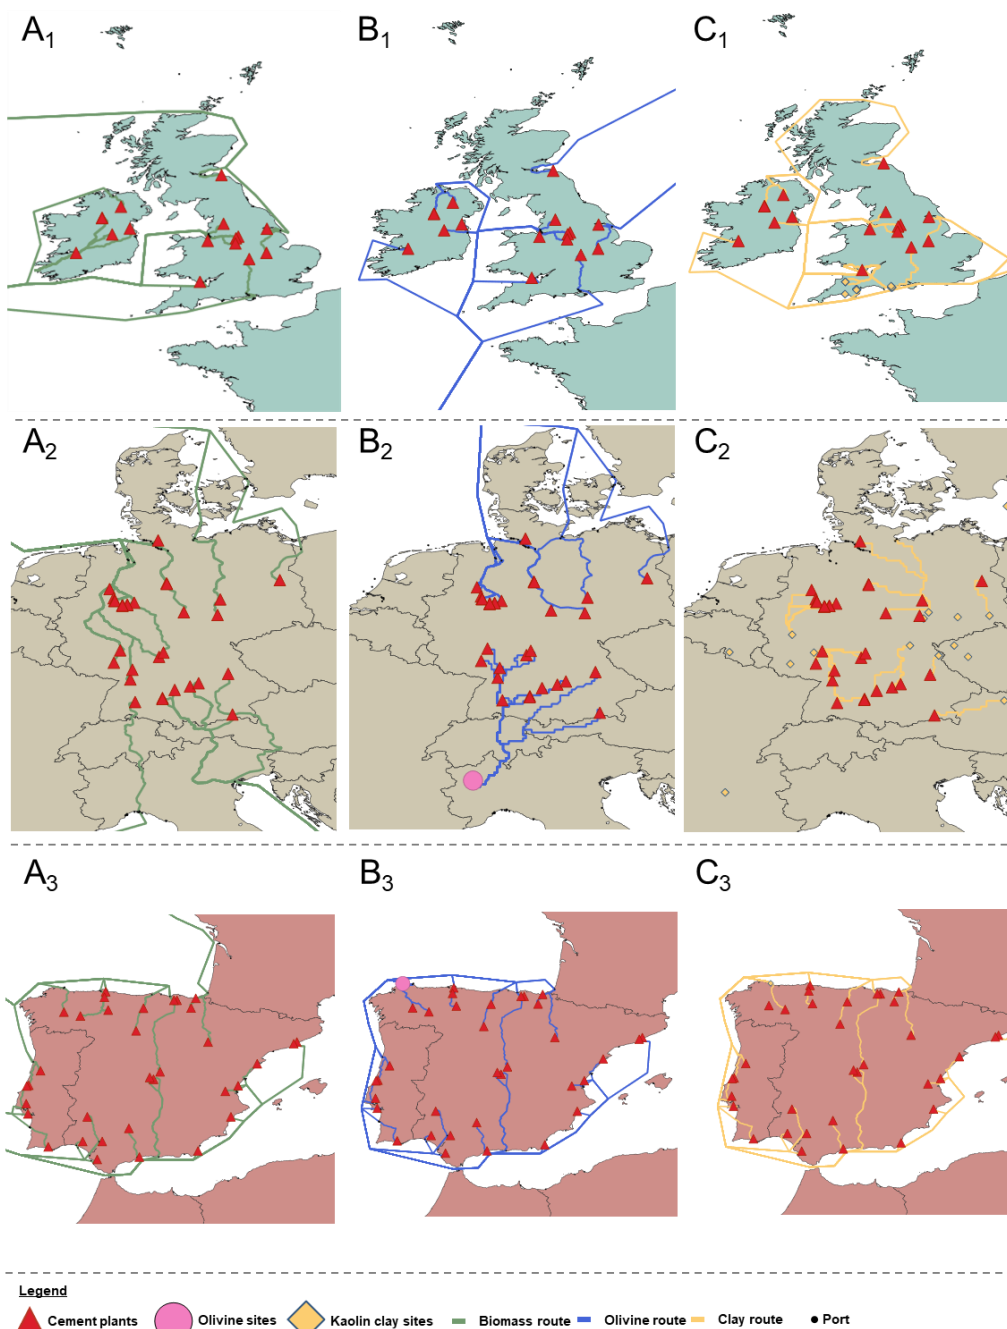 A1 B1 C1
A2 B2 C2
A3 B3 C3
Legend
Cement plants Olivine sites Kaolin clay sites Biomass route Olivine route Clay route Port